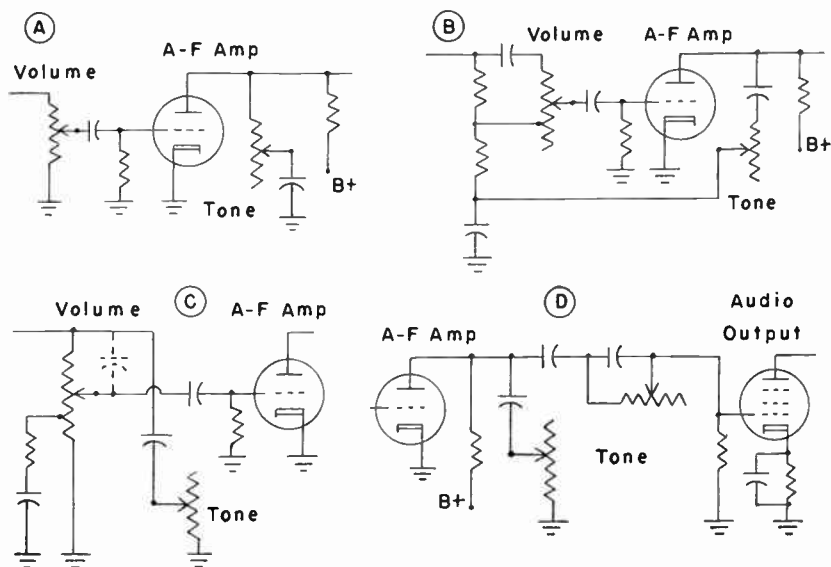 A
A-F Amp
Volume
B+
Tone
B
Volume
A-F Amp
B+
Tone
Volume
C
A-F Amp
Tone
D
A-F Amp
Audio
Output
Tone
B+